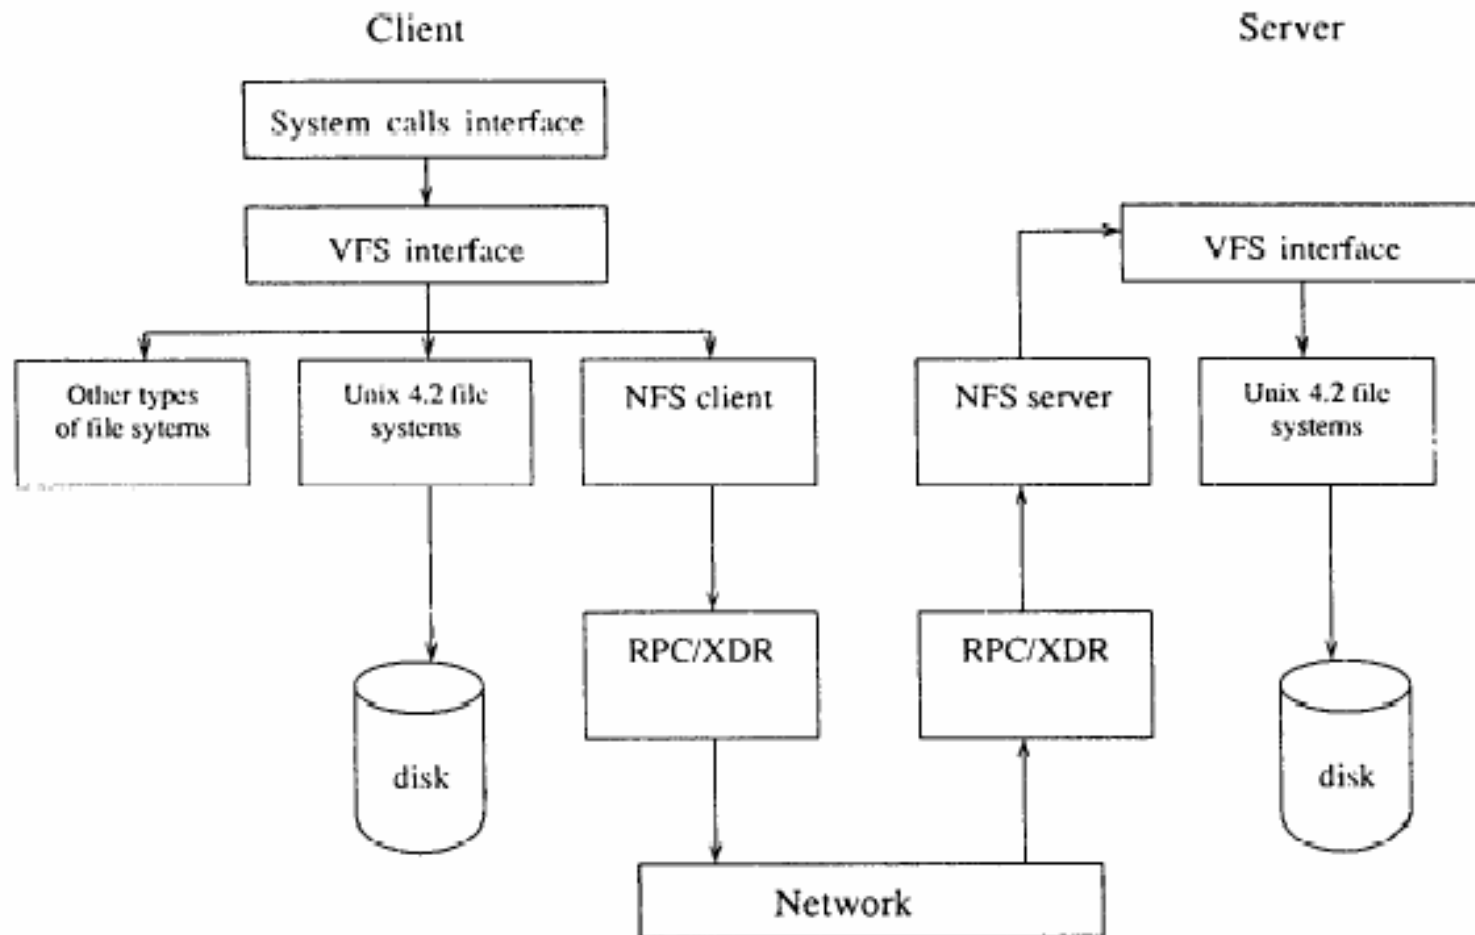 Client
Server
System calls interface
VFS interface
VFS interface
Other types
of file sytems
Unix 4.2 file
systems
NFS client
NFS server
Unix 4.2 file
systems
RPC/XDR
RPC/XDR
disk
disk
Network